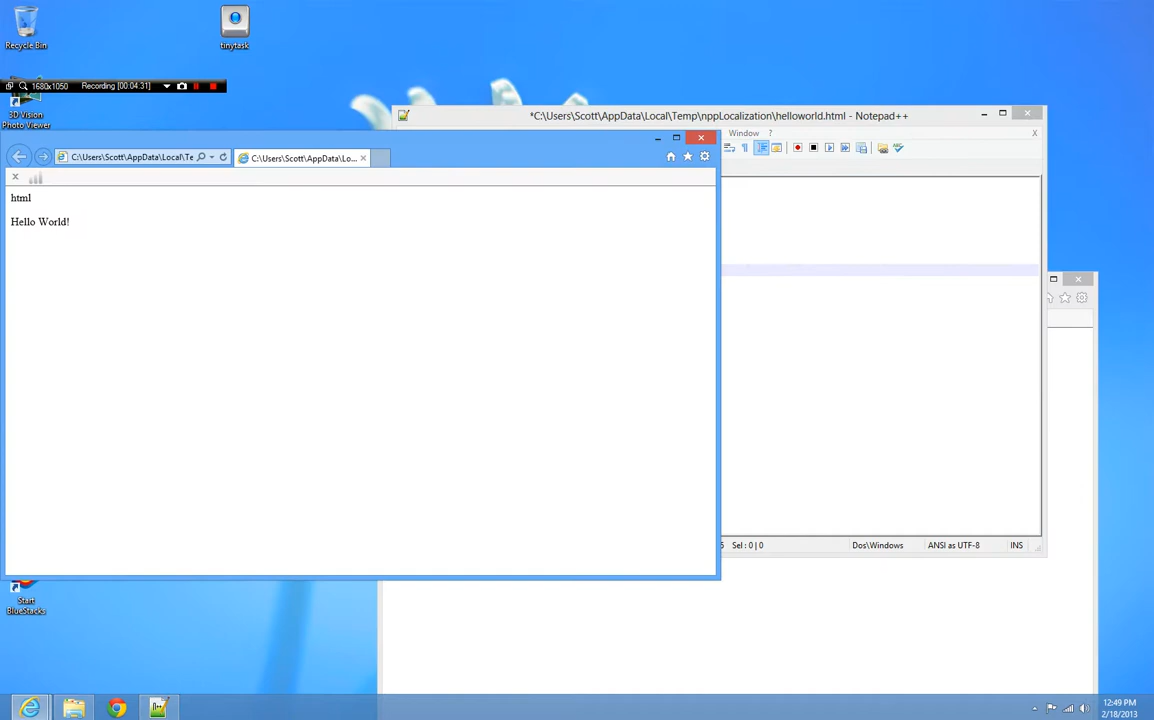 Recycle Bin
tinytask
1680x1050 Recording [00:04:31]
3D Vision
Photo Viewer
*C:\Users\Scott\AppData\Local\Temp\nppLocalization\helloworld.html - Notepad++
Window ?
X
C:\Users\Scott\AppData\Local\Te
C:\Users\Scott\AppData\Lo...
html
Hello World!
Sel : 0 | 0
Dos\Windows
ANSI as UTF-8
INS
Start
BlueStacks
12:49 PM
2/18/2013